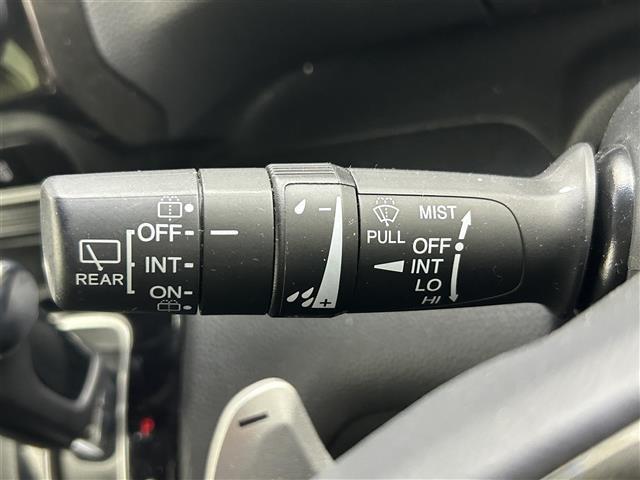 REAR
OFF
INT
ON
−
+
PULL
MIST
OFF
INT
LO
HI
−